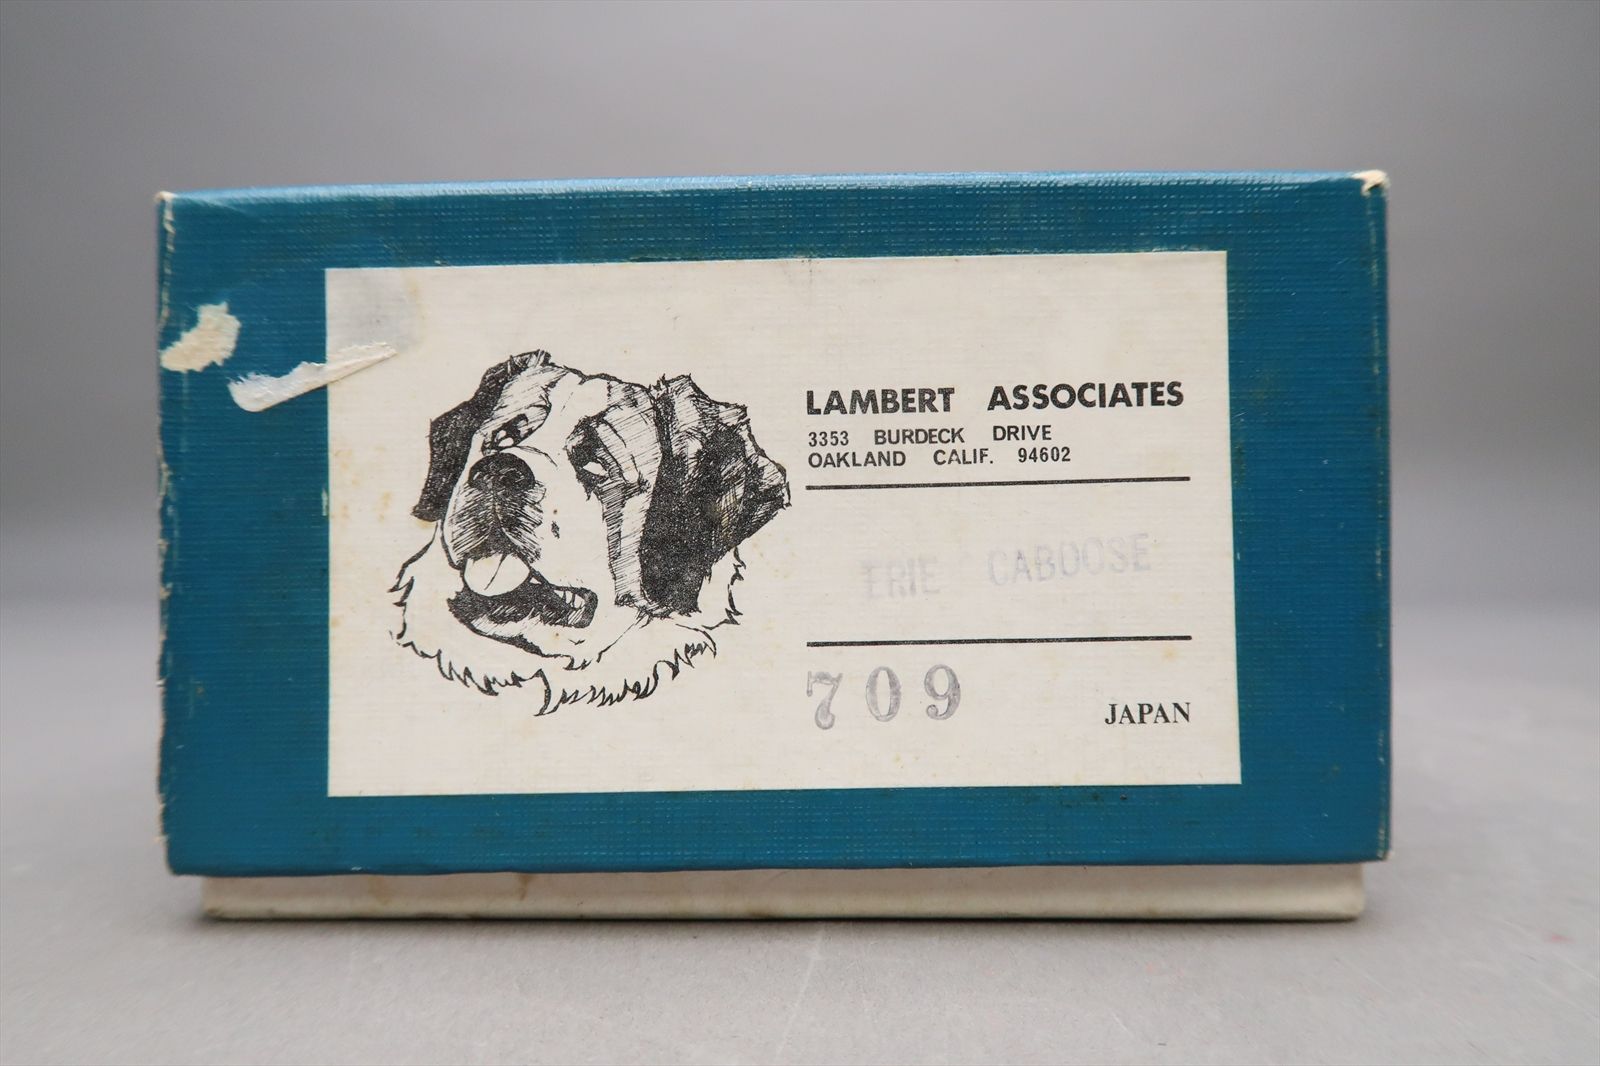 LAMBERT ASSOCIATES
3353 BURDECK DRIVE
OAKLAND CALIF. 94602
ERIE CABOOSE
709
JAPAN